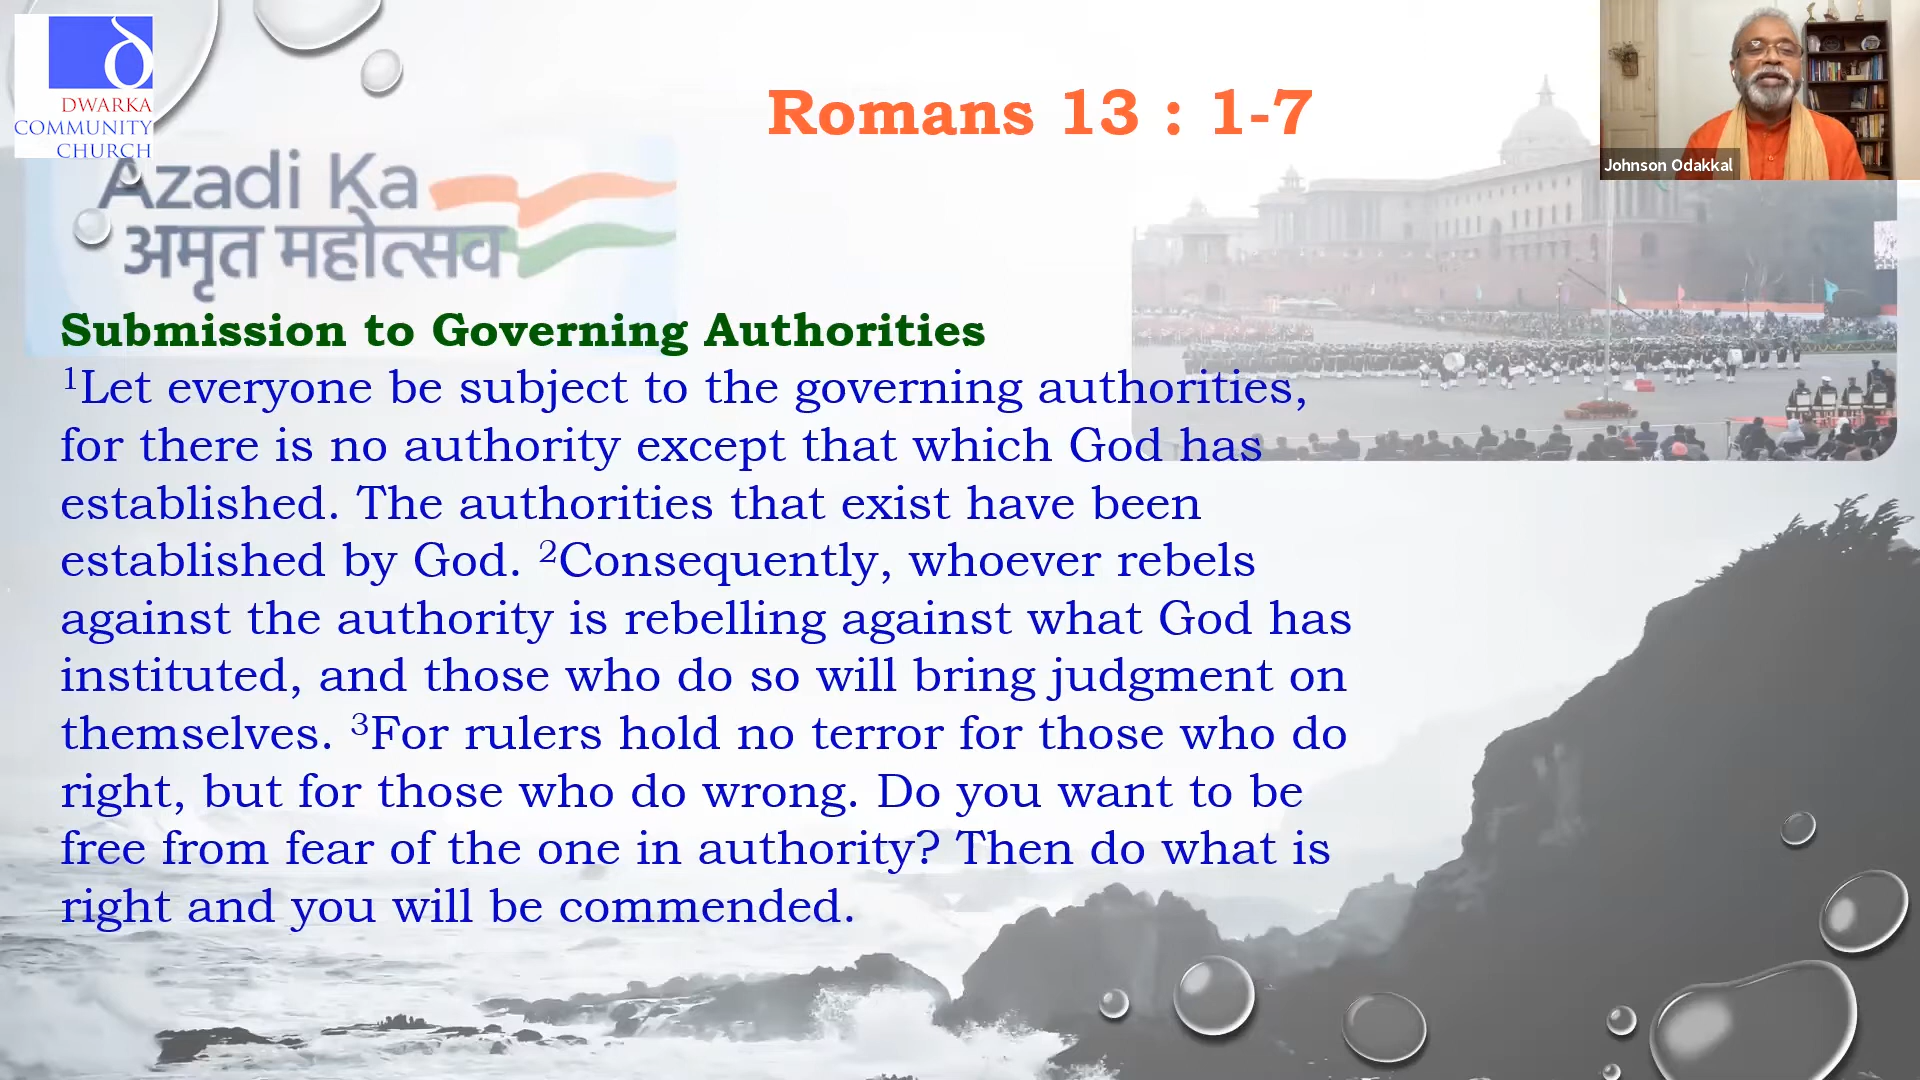 DWARKA
COMMUNITY
CHURCH
Romans 13 : 1-7
Johnson Odakkal
Azadi Ka
अमृत महोत्सव
Submission to Governing Authorities
¹Let everyone be subject to the governing authorities,
for there is no authority except that which God has
established. The authorities that exist have been
established by God. ²Consequently, whoever rebels
against the authority is rebelling against what God has
instituted, and those who do so will bring judgment on
themselves. ³For rulers hold no terror for those who do
right, but for those who do wrong. Do you want to be
free from fear of the one in authority? Then do what is
right and you will be commended.